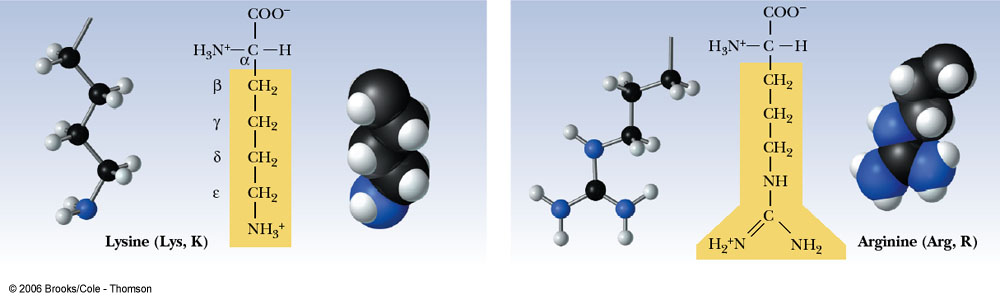 COO⁻
H₃N⁺—C—H
α
β CH₂
γ CH₂
δ CH₂
ε CH₂
NH₃⁺
Lysine (Lys, K)
COO⁻
H₃N⁺—C—H
CH₂
CH₂
CH₂
NH
C
H₂⁺N NH₂
Arginine (Arg, R)
© 2006 Brooks/Cole - Thomson